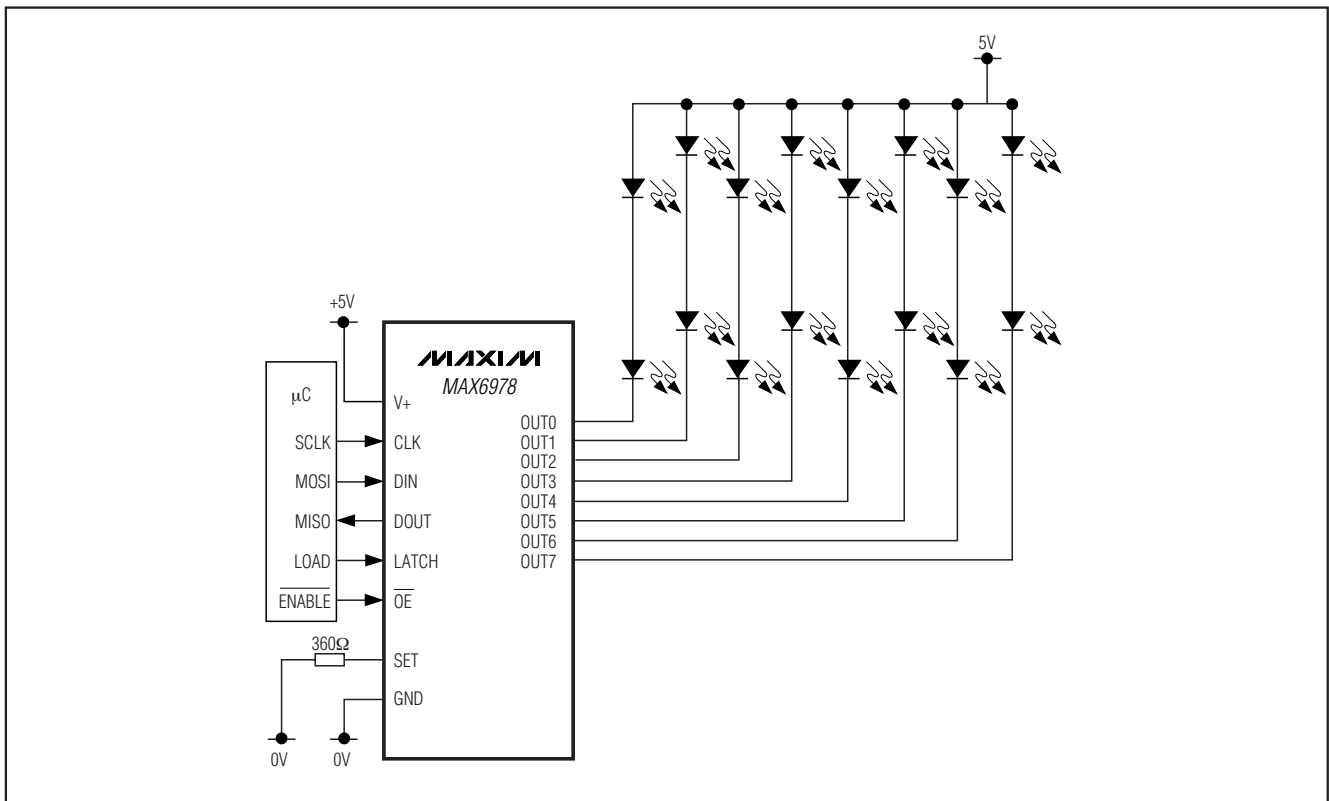 5V
+5V
MAXIM
MAX6978
μC
V+
OUT0
SCLK
CLK
OUT1
OUT2
MOSI
DIN
OUT3
OUT4
MISO
DOUT
OUT5
OUT6
LOAD
LATCH
OUT7
ENABLE
OE
360Ω
SET
GND
0V
0V